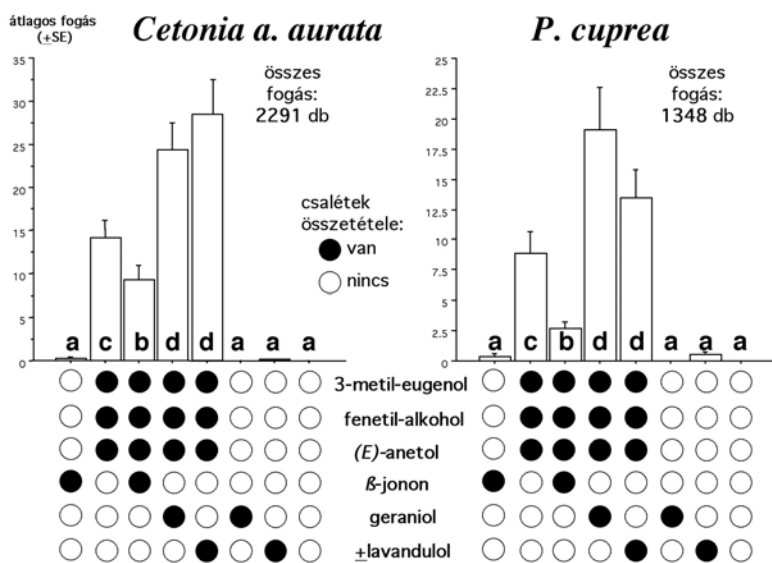 átlagos fogás
(±SE)
Cetonia a. aurata
P. cuprea
35
30
25
20
15
10
5
0
összes
fogás:
2291 db
a c b d d a a a
csalétek
összetétele:
van
nincs
25
22.5
20
17.5
15
12.5
10
7.5
5
2.5
0
összes
fogás:
1348 db
a c b d d a a a
3-metil-eugenol
fenetil-alkohol
(E)-anetol
ß-jonon
geraniol
±lavandulol